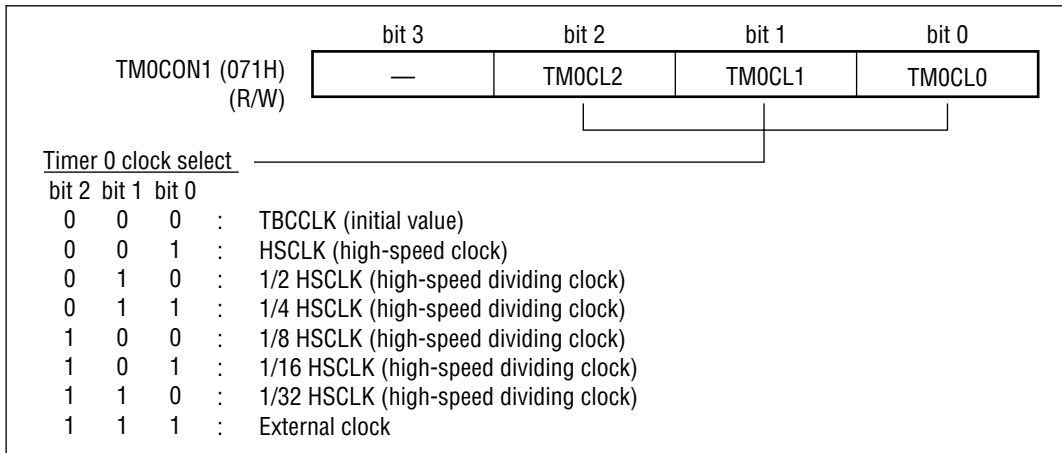 bit 3 bit 2 bit 1 bit 0
TM0CON1 (071H) — TM0CL2 TM0CL1 TM0CL0
(R/W)
Timer 0 clock select
bit 2 bit 1 bit 0
0 0 0 : TBCCLK (initial value)
0 0 1 : HSCLK (high-speed clock)
0 1 0 : 1/2 HSCLK (high-speed dividing clock)
0 1 1 : 1/4 HSCLK (high-speed dividing clock)
1 0 0 : 1/8 HSCLK (high-speed dividing clock)
1 0 1 : 1/16 HSCLK (high-speed dividing clock)
1 1 0 : 1/32 HSCLK (high-speed dividing clock)
1 1 1 : External clock